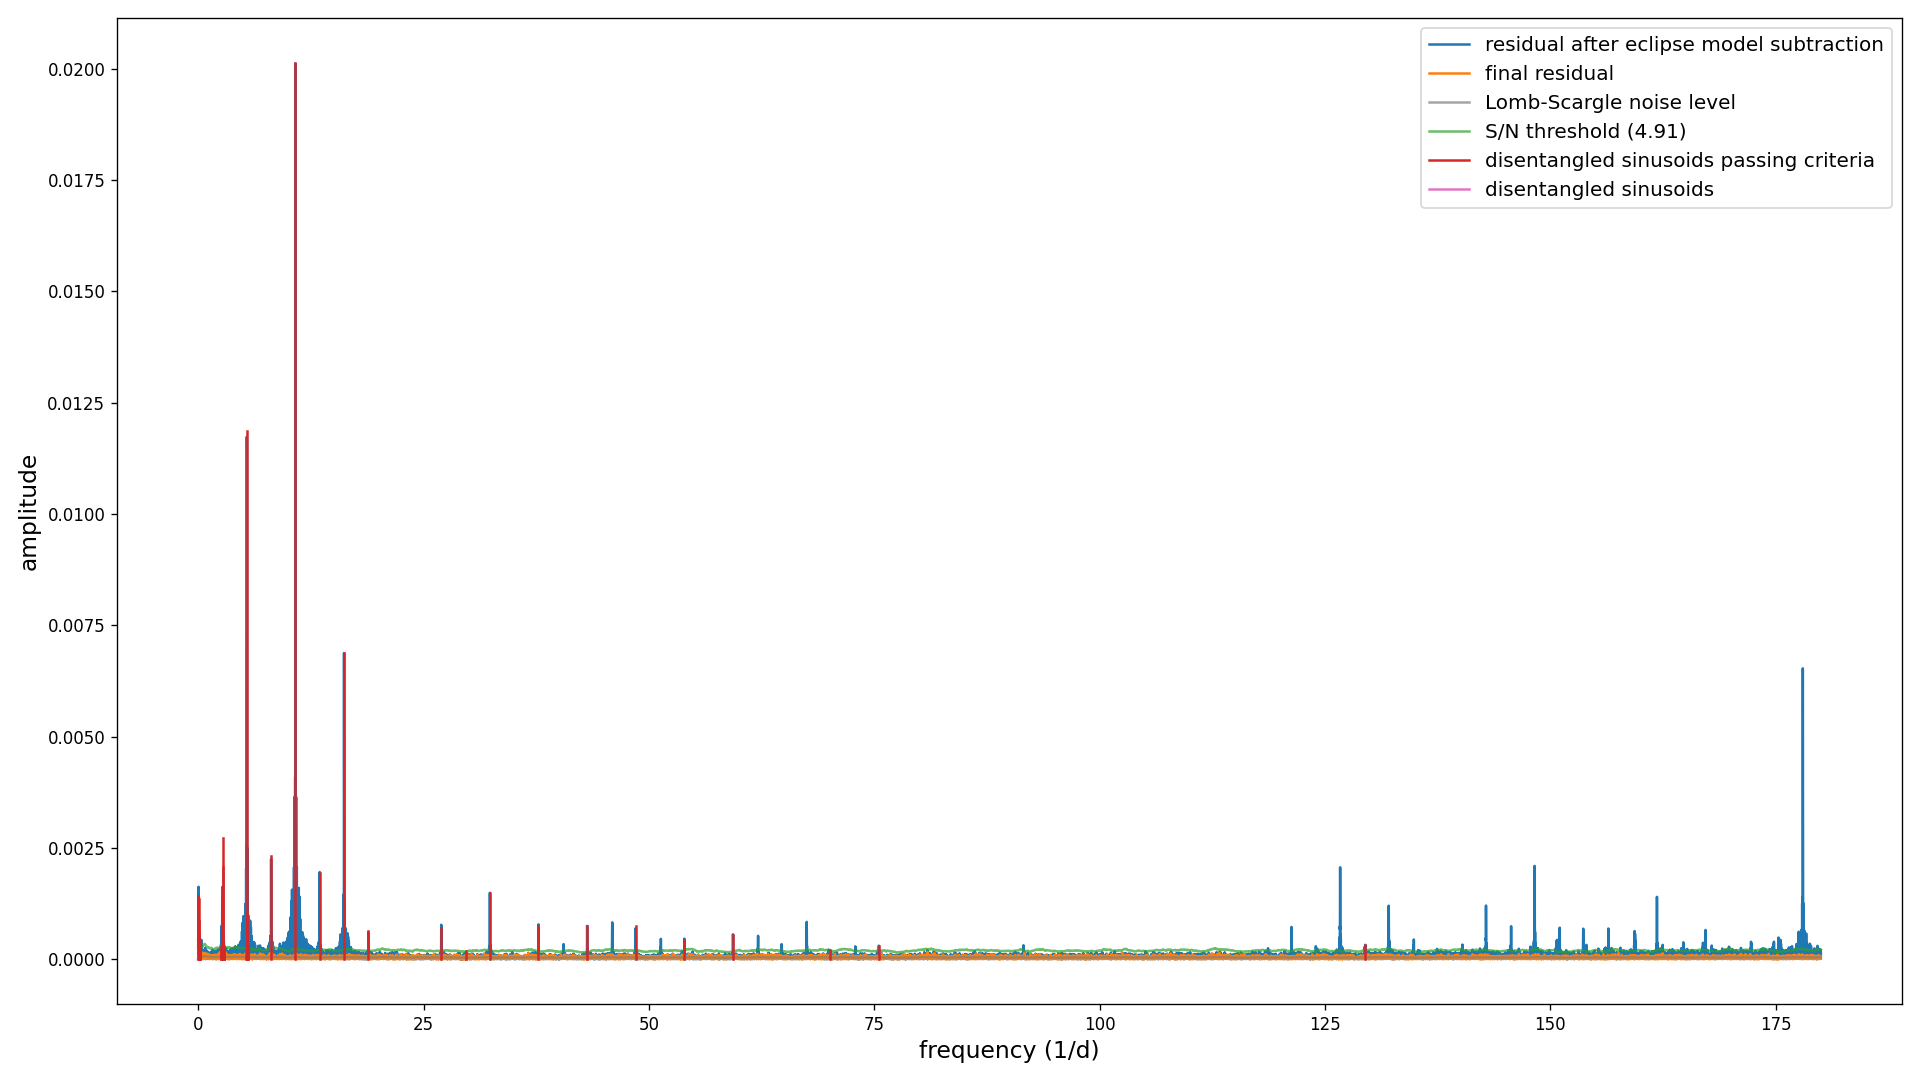 residual after eclipse model subtraction
final residual
Lomb-Scargle noise level
S/N threshold (4.91)
disentangled sinusoids passing criteria
disentangled sinusoids
0.0200
0.0175
0.0150
0.0125
0.0100
0.0075
0.0050
0.0025
0.0000
amplitude
0 25 50 75 100 125 150 175
frequency (1/d)